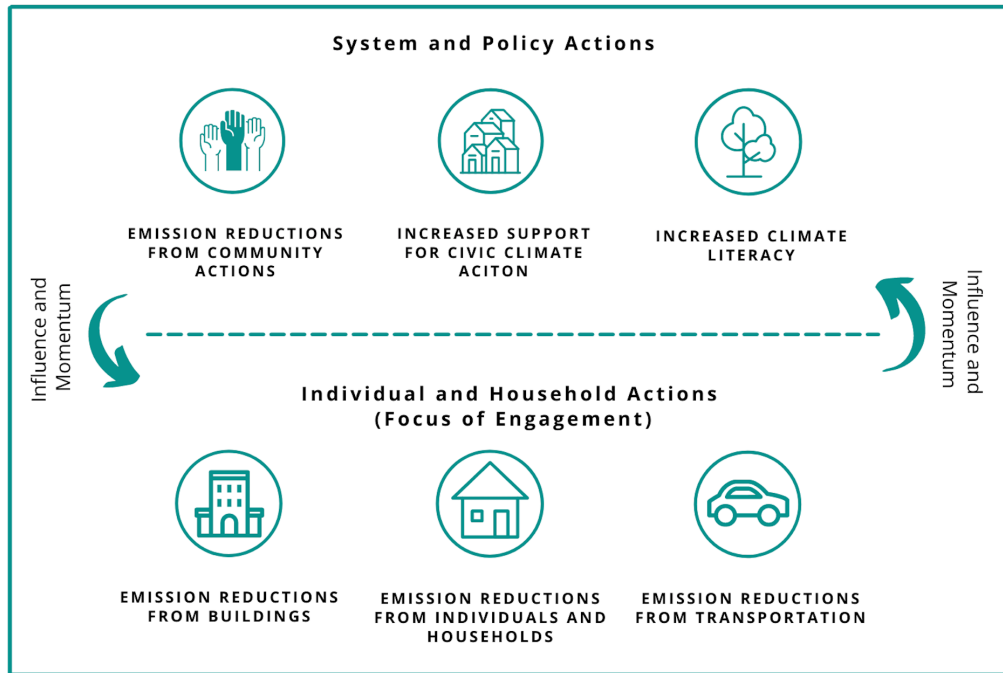 System and Policy Actions
EMISSION REDUCTIONS
FROM COMMUNITY
ACTIONS
INCREASED SUPPORT
FOR CIVIC CLIMATE
ACITON
INCREASED CLIMATE
LITERACY
Influence and
Momentum
Influence and
Momentum
Individual and Household Actions
(Focus of Engagement)
EMISSION REDUCTIONS
FROM BUILDINGS
EMISSION REDUCTIONS
FROM INDIVIDUALS AND
HOUSEHOLDS
EMISSION REDUCTIONS
FROM TRANSPORTATION